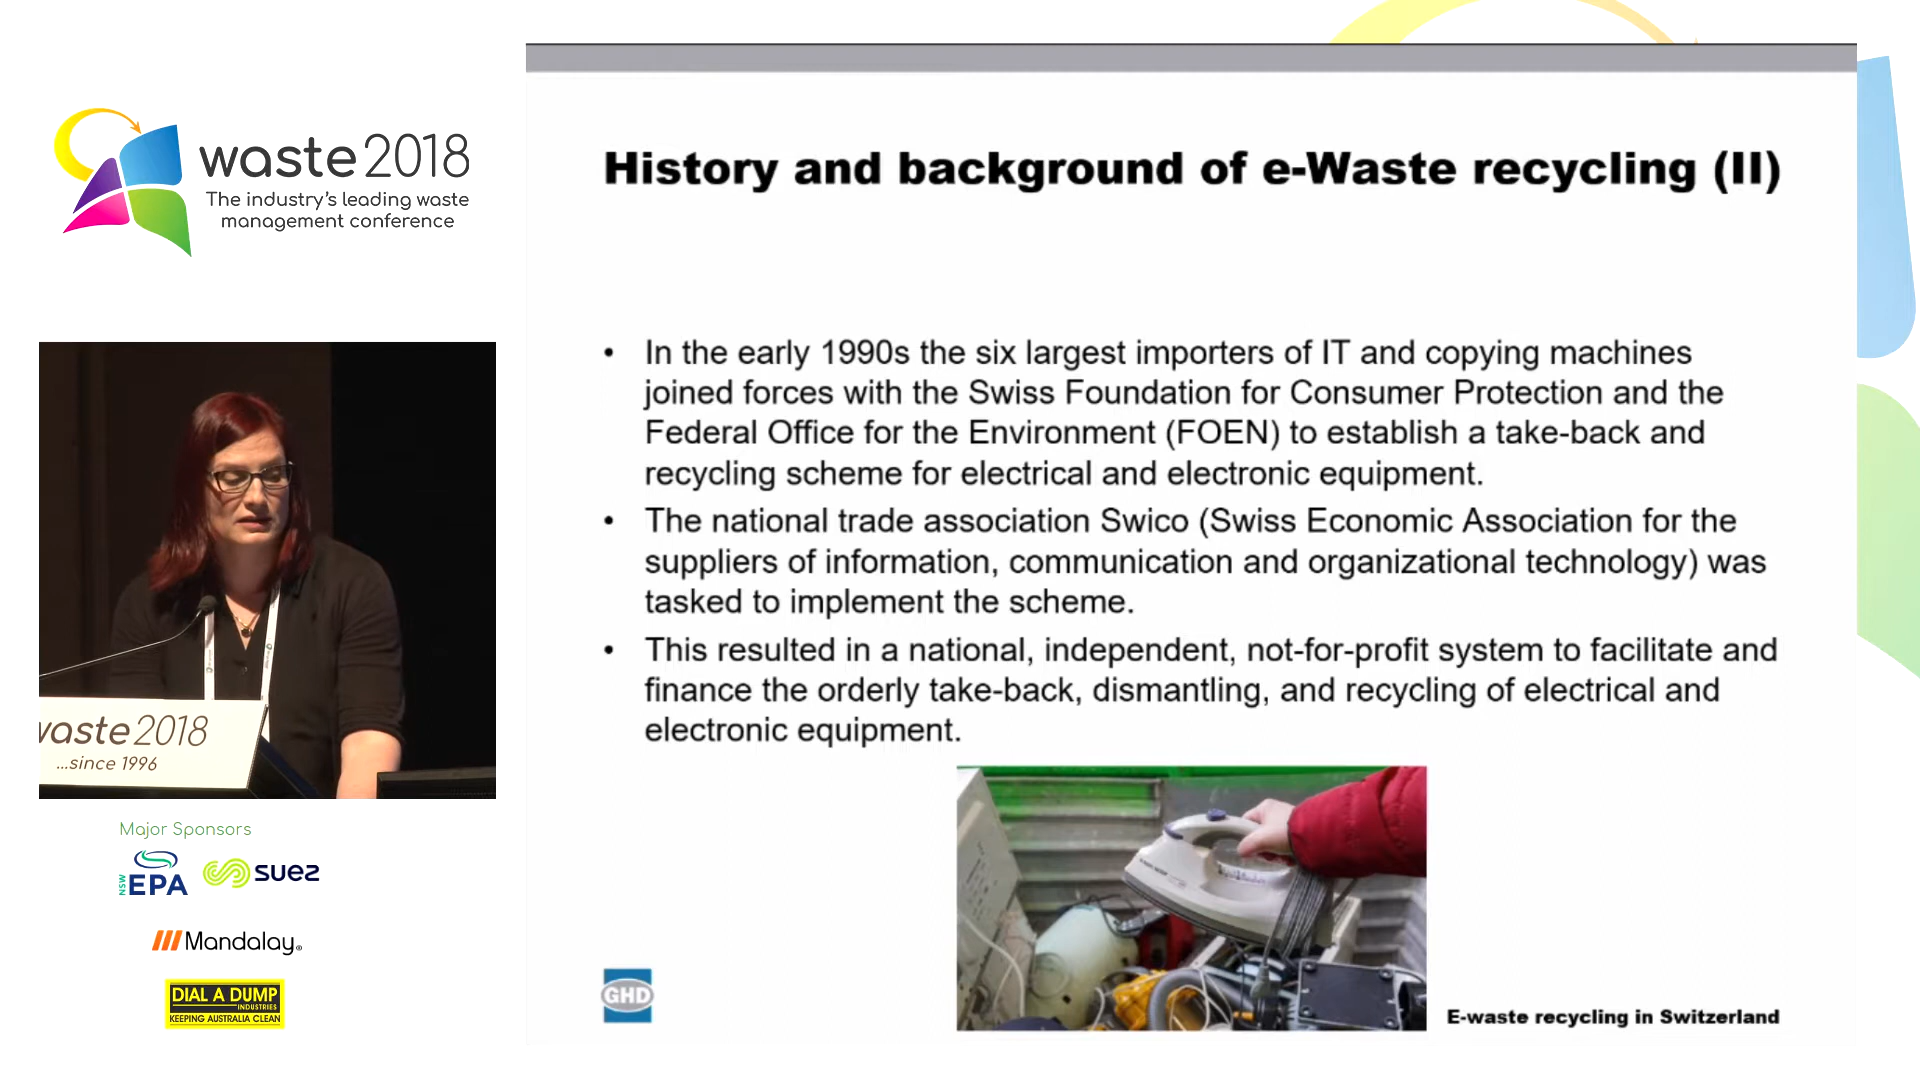 waste 2018
The industry's leading waste
management conference
History and background of e-Waste recycling (II)
• In the early 1990s the six largest importers of IT and copying machines
joined forces with the Swiss Foundation for Consumer Protection and the
Federal Office for the Environment (FOEN) to establish a take-back and
recycling scheme for electrical and electronic equipment.
• The national trade association Swico (Swiss Economic Association for the
suppliers of information, communication and organizational technology) was
tasked to implement the scheme.
• This resulted in a national, independent, not-for-profit system to facilitate and
finance the orderly take-back, dismantling, and recycling of electrical and
electronic equipment.
waste 2018
...since 1996
Major Sponsors
NSW EPA
suez
Mandalay®
DIAL A DUMP
INDUSTRIES
KEEPING AUSTRALIA CLEAN
GHD
E-waste recycling in Switzerland